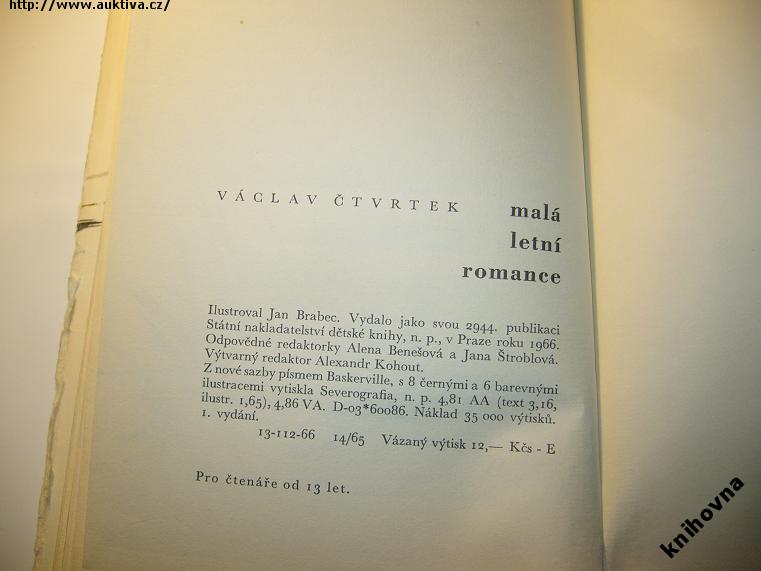 http://www.auktiva.cz/
VÁCLAV ČTVRTEK malá
letní
romance
Ilustroval Jan Brabec. Vydalo jako svou 2944. publikaci
Státní nakladatelství dětské knihy, n. p., v Praze roku 1966.
Odpovědné redaktorky Alena Benešová a Jana Štroblová.
Výtvarný redaktor Alexandr Kohout.
Z nové sazby písmem Baskerville, s 8 černými a 6 barevnými
ilustracemi vytiskla Severografia, n. p. 4,81 AA (text 3,16,
ilustr. 1,65), 4,86 VA. D-03*60086. Náklad 35 000 výtisků.
1. vydání.
13-112-66 14/65 Vázaný výtisk 12,— Kčs - E
Pro čtenáře od 13 let.
knihovna